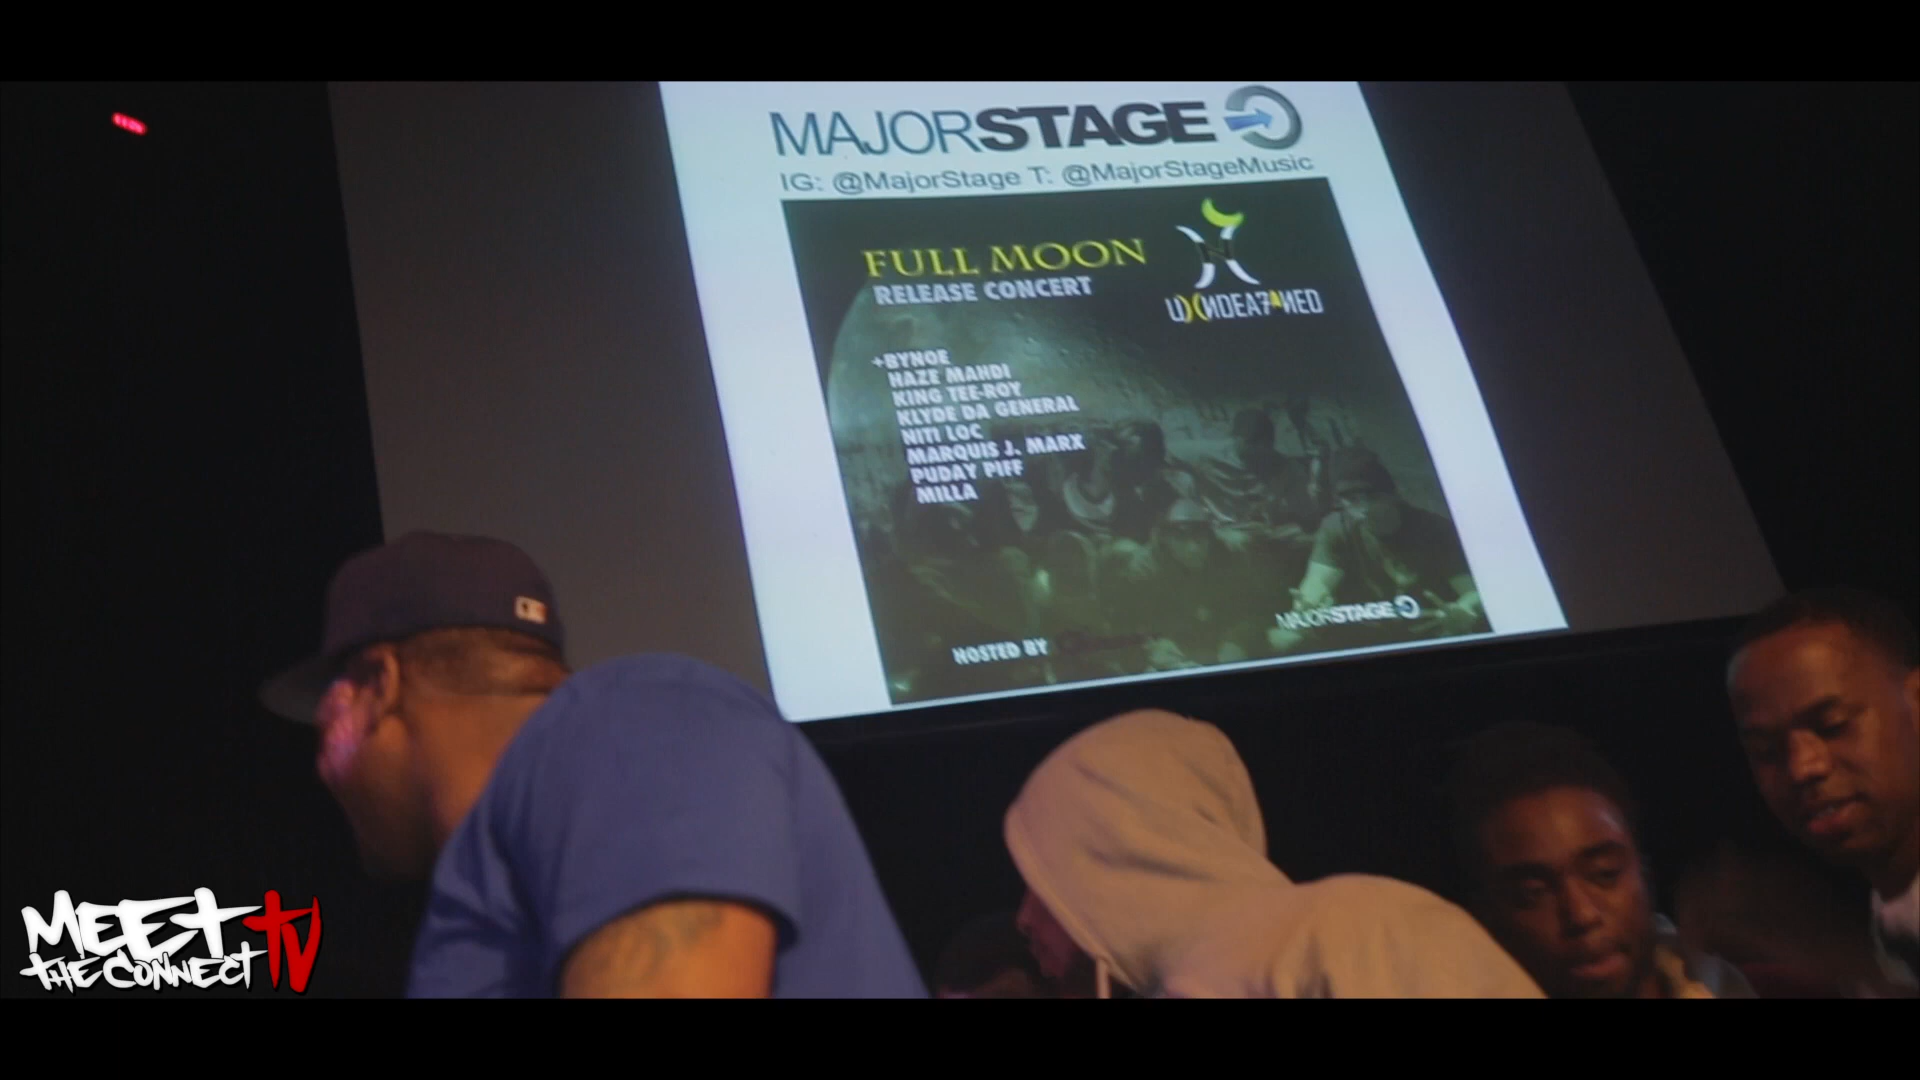 MAJORSTAGE
IG: @MajorStage T: @MajorStageMusic
FULL MOON
RELEASE CONCERT
+BYNOE
HAZE MAHDI
KING TEE-ROY
KLYDE DA GENERAL
NITI LOC
MARQUIS J. MARX
PUDAY PIFF
MILLA
HOSTED BY
MAJORSTAGE
MEET
THE CONNECT
TV